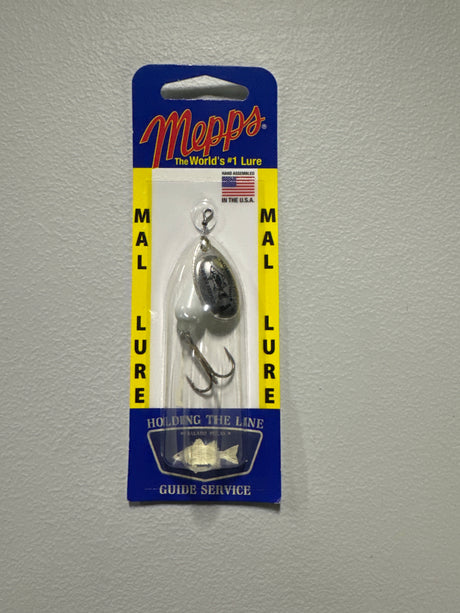 Mepps®
The World's #1 Lure
HAND ASSEMBLED
IN THE U.S.A.
MAL LURE
MAL LURE
HOLDING THE LINE
GUIDE SERVICE